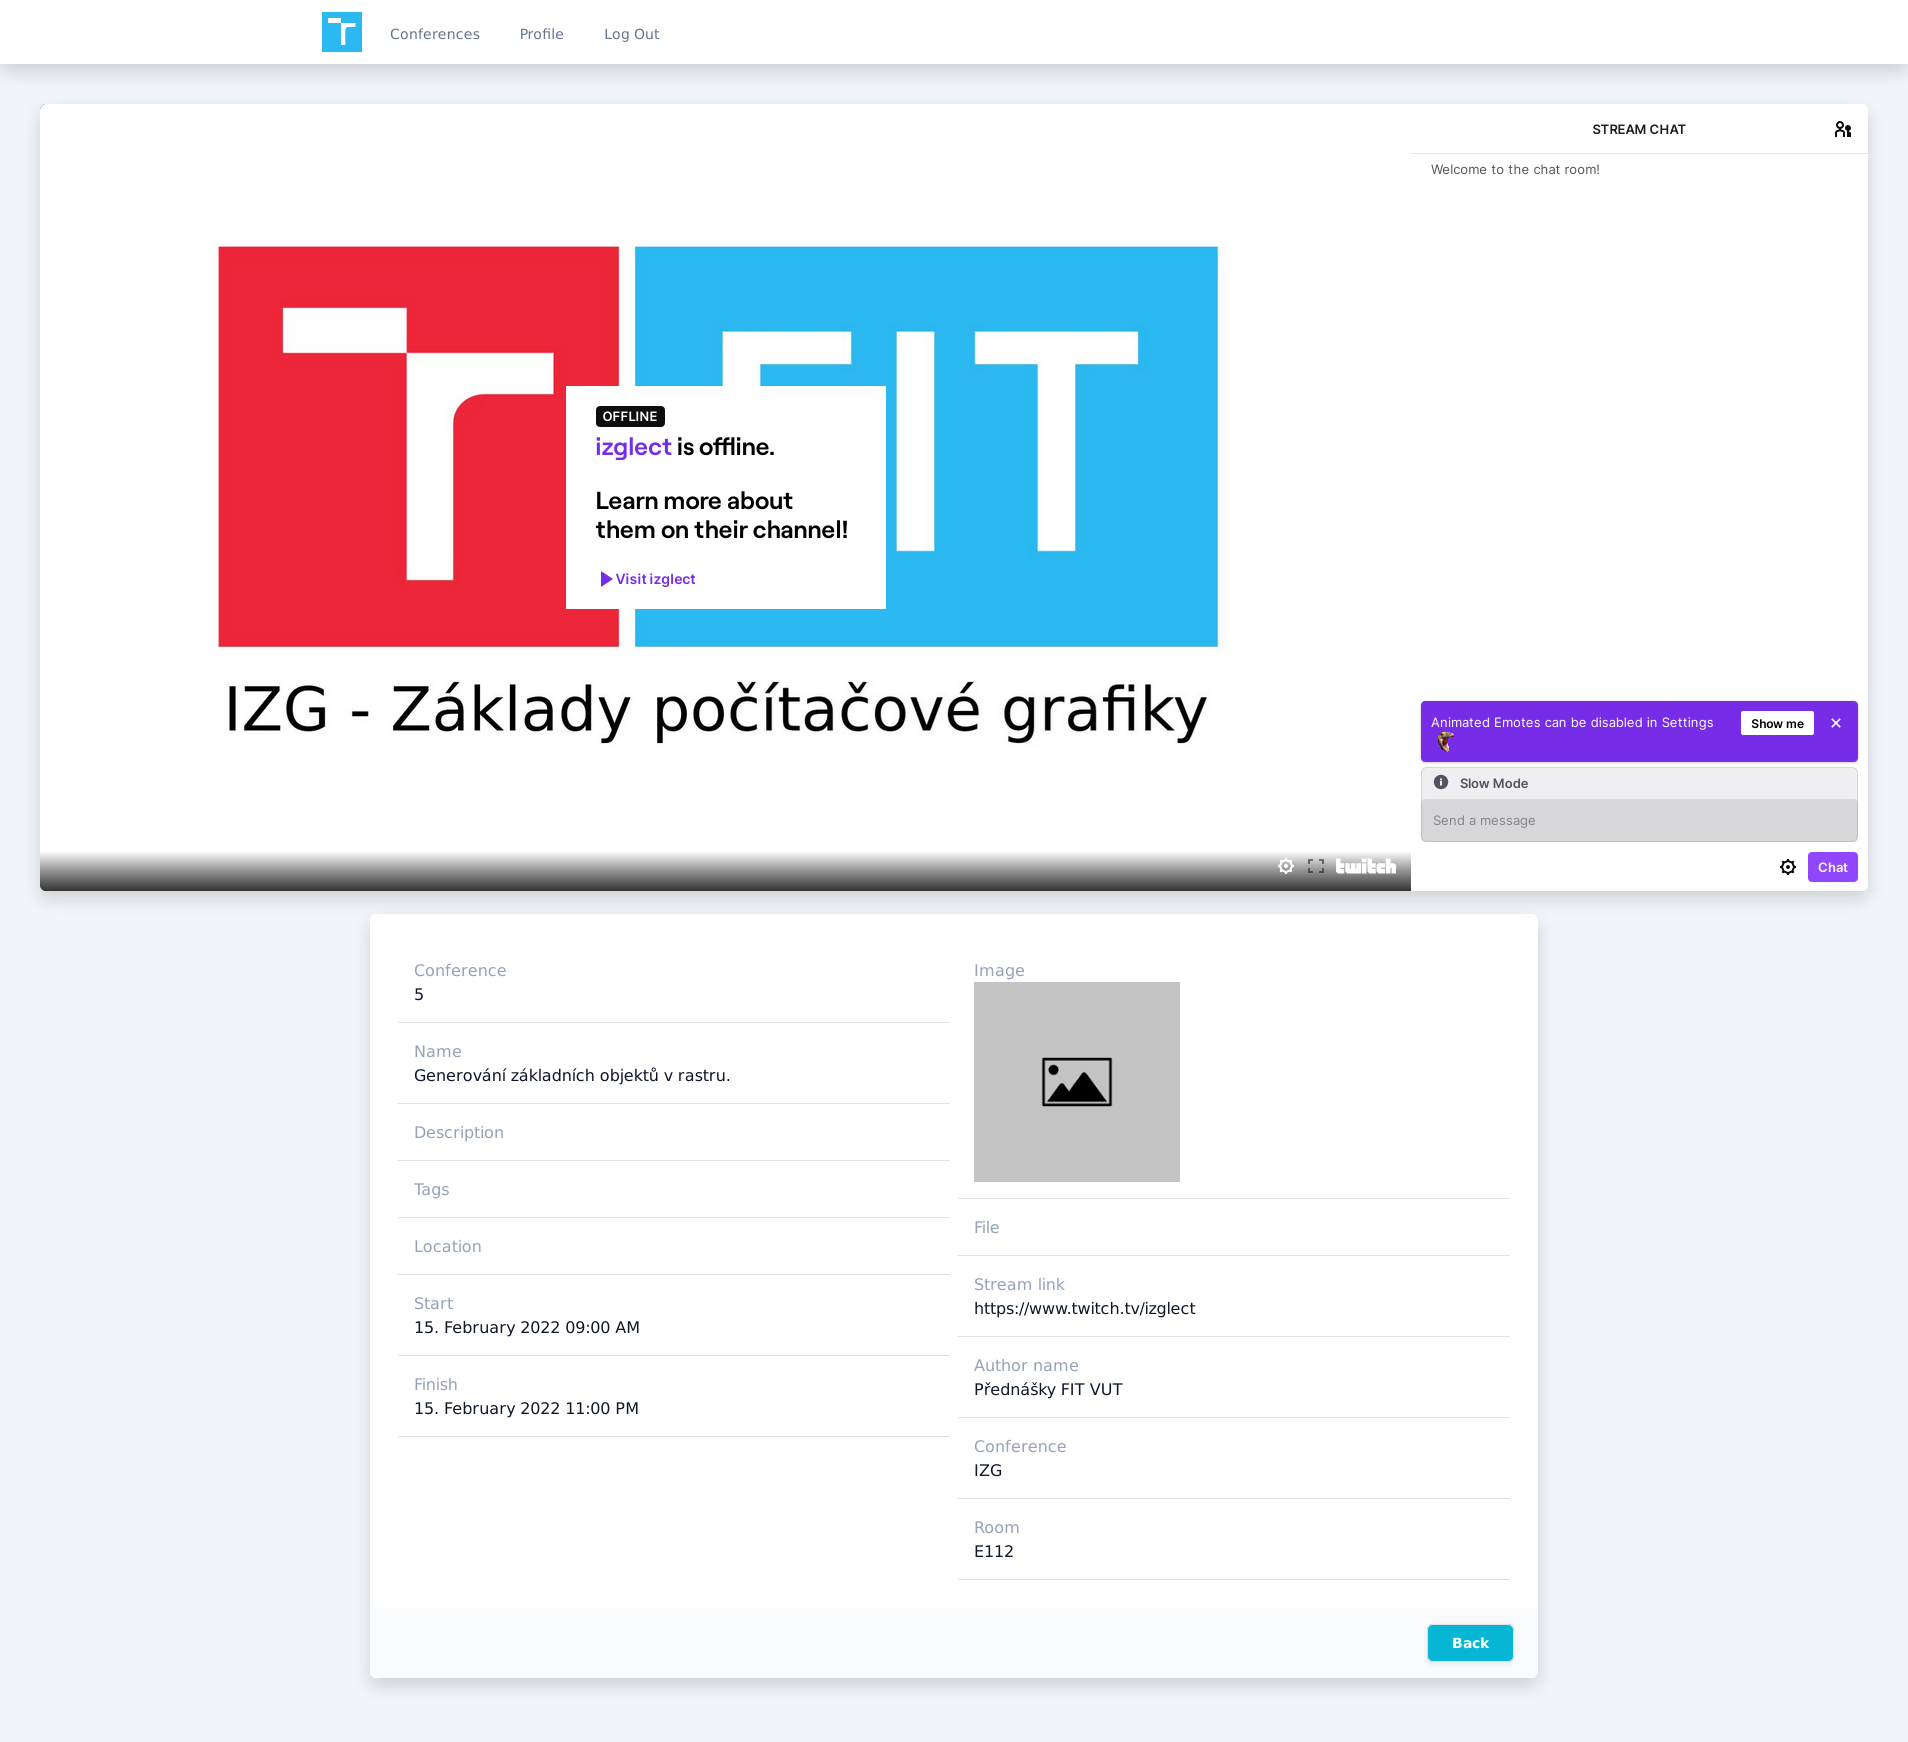 Conferences
Profile
Log Out
FIT
OFFLINE
izglect is offline.
Learn more about
them on their channel!
Visit izglect
IZG - Základy počítačové grafiky
twitch
STREAM CHAT
Welcome to the chat room!
Animated Emotes can be disabled in Settings
Show me
Slow Mode
Send a message
Chat
Conference
5
Name
Generování základních objektů v rastru.
Description
Tags
Location
Start
15. February 2022 09:00 AM
Finish
15. February 2022 11:00 PM
Image
File
Stream link
https://www.twitch.tv/izglect
Author name
Přednášky FIT VUT
Conference
IZG
Room
E112
Back